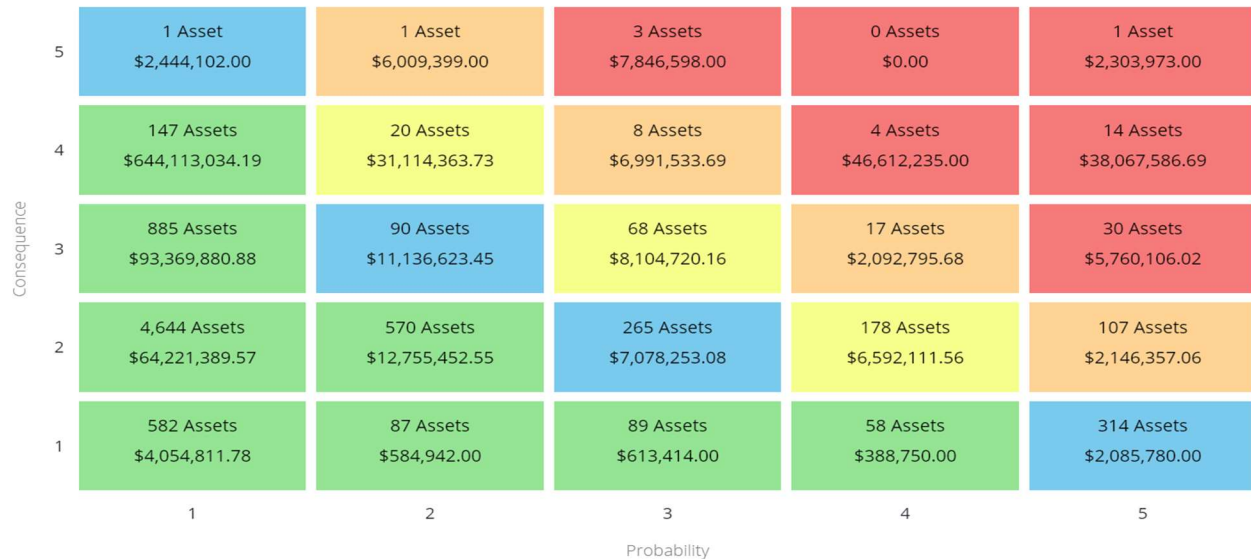 1 Asset
$2,444,102.00
1 Asset
$6,009,399.00
3 Assets
$7,846,598.00
0 Assets
$0.00
1 Asset
$2,303,973.00
5
147 Assets
$644,113,034.19
20 Assets
$31,114,363.73
8 Assets
$6,991,533.69
4 Assets
$46,612,235.00
14 Assets
$38,067,586.69
4
885 Assets
$93,369,880.88
90 Assets
$11,136,623.45
68 Assets
$8,104,720.16
17 Assets
$2,092,795.68
30 Assets
$5,760,106.02
3
Consequence
4,644 Assets
$64,221,389.57
570 Assets
$12,755,452.55
265 Assets
$7,078,253.08
178 Assets
$6,592,111.56
107 Assets
$2,146,357.06
2
582 Assets
$4,054,811.78
87 Assets
$584,942.00
89 Assets
$613,414.00
58 Assets
$388,750.00
314 Assets
$2,085,780.00
1
1
2
3
4
5
Probability